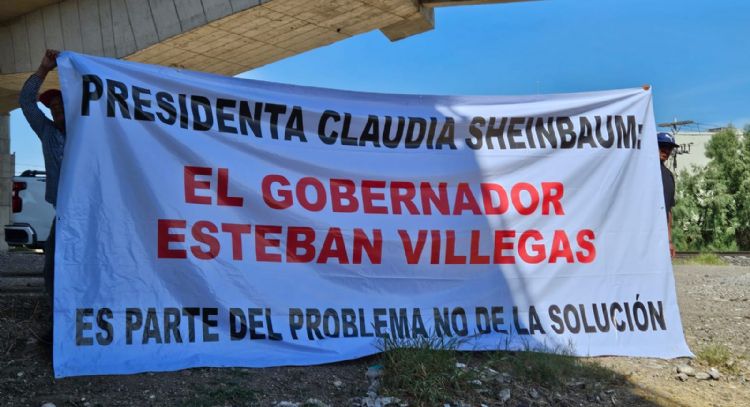 PRESIDENTA CLAUDIA SHEINBAUM:
EL GOBERNADOR
ESTEBAN VILLEGAS
ES PARTE DEL PROBLEMA NO DE LA SOLUCIÓN